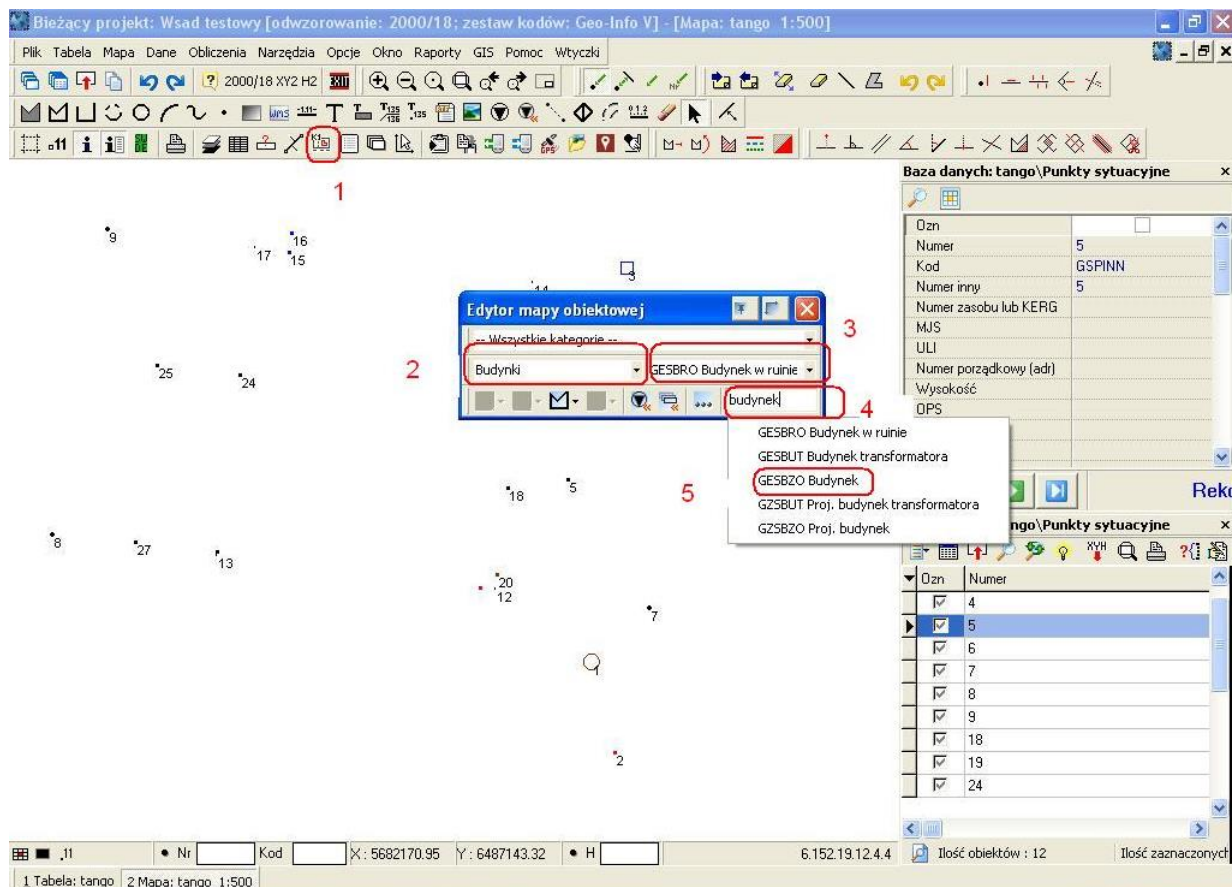 Bieżący projekt: Wsad testowy [odwzorowanie: 2000/18; zestaw kodów: Geo-Info V] - [Mapa: tango 1:500]
Plik Tabela Mapa Dane Obliczenia Narzędzia Opcje Okno Raporty GIS Pomoc Wtyczki
2000/18 XY2 H2
1
Baza danych: tango\Punkty sytuacyjne
Ozn
Numer 5
Kod GSPINN
Numer inny 5
Numer zasobu lub KERG
MJS
ULI
Numer porządkowy (adr)
Wysokość
OPS
9
16
17
15
3
Edytor mapy obiektowej
-- Wszystkie kategorie --
3
2
Budynki
GESBRO Budynek w ruinie
budynek
4
GESBRO Budynek w ruinie
GESBUT Budynek transformatora
5
GESBZO Budynek
GZSBUT Proj. budynek transformatora
GZSBZO Proj. budynek
25
24
18
5
8
27
13
20
12
7
1
2
Ozn Numer
4
5
6
7
8
9
18
19
24
.11 Nr Kod X: 5682170.95 Y: 6487143.32 H 6.152.19.12.4.4 Ilość obiektów : 12
1 Tabela: tango 2 Mapa: tango 1:500